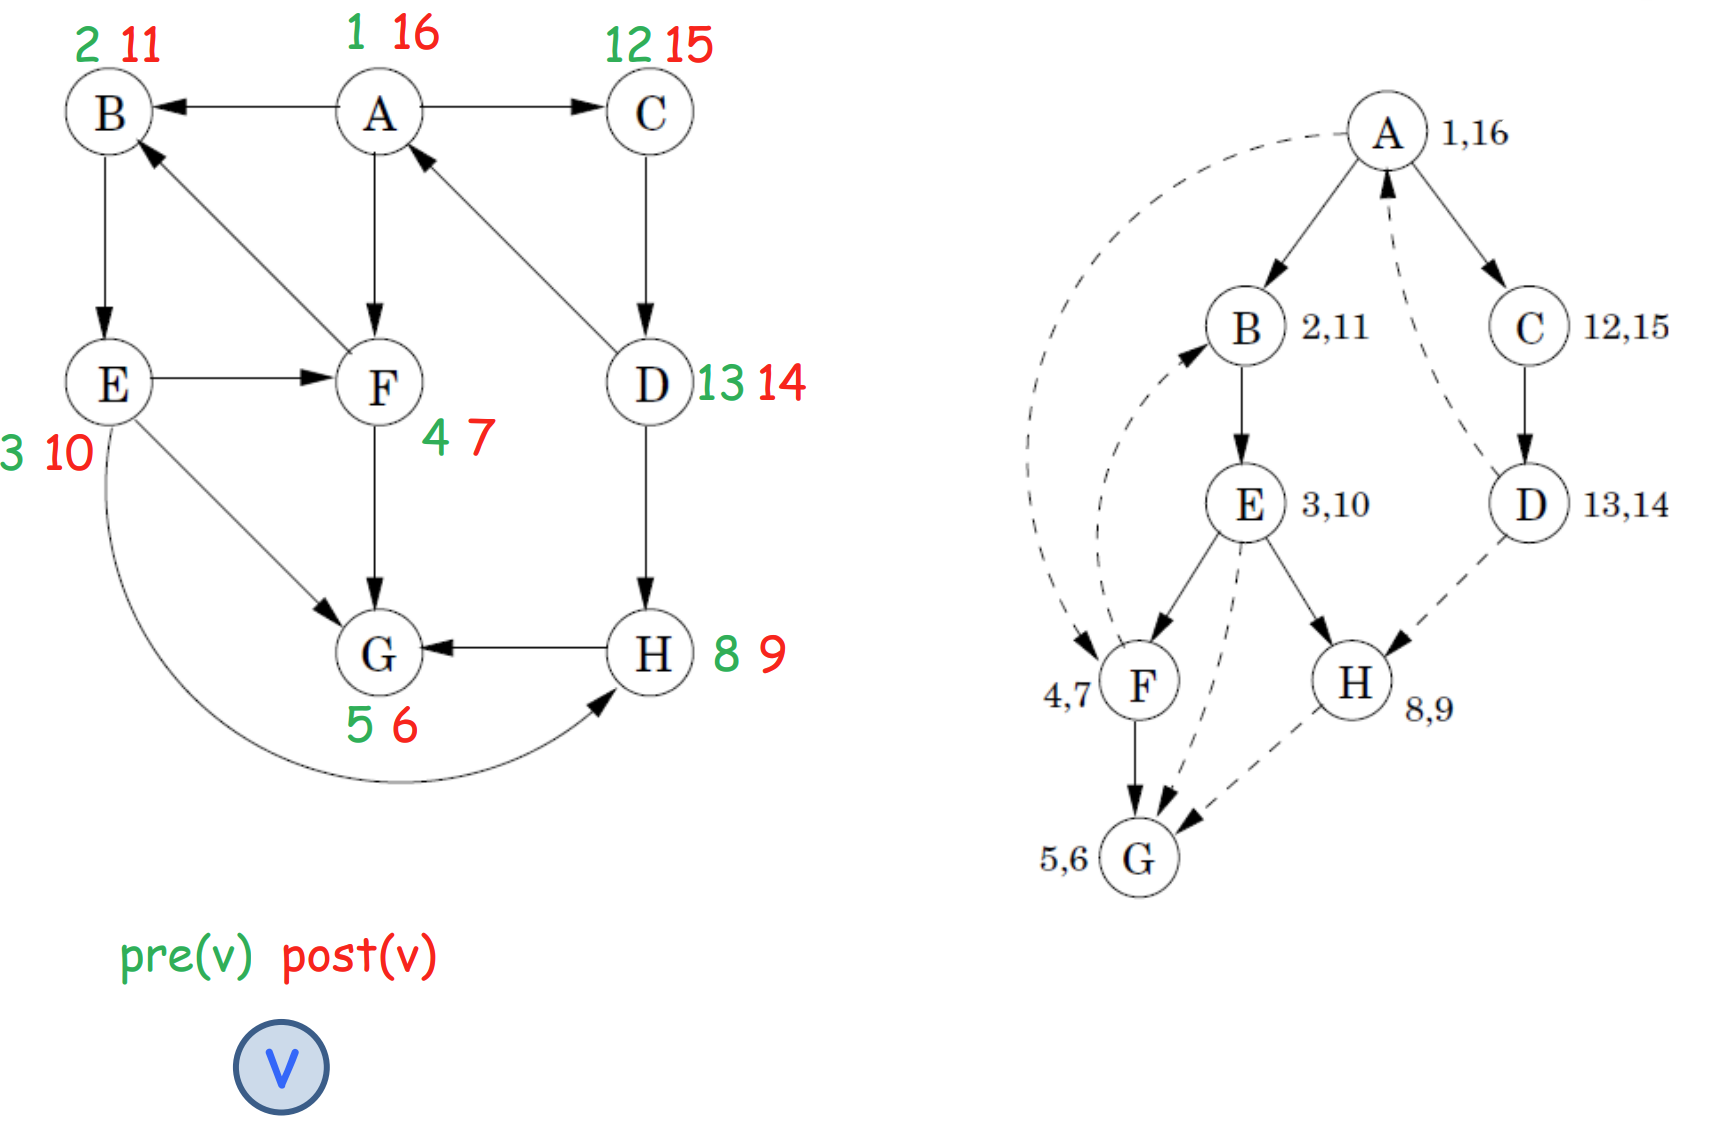 2 11
1 16
12 15
B
A
C
E
F
D
13 14
3 10
4 7
G
H
8 9
5 6
pre(v) post(v)
v
A
1,16
B
2,11
C
12,15
E
3,10
D
13,14
4,7
F
H
8,9
5,6
G